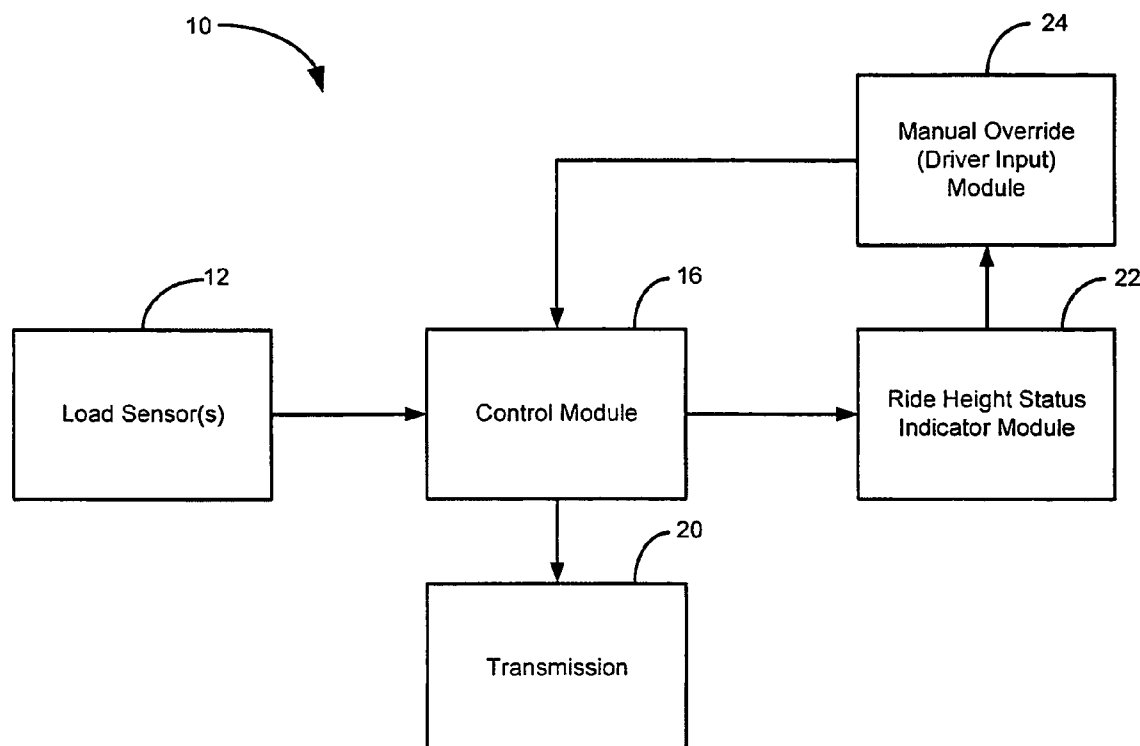 10
24
Manual Override
(Driver Input)
Module
12
16
22
Load Sensor(s)
Control Module
Ride Height Status
Indicator Module
20
Transmission